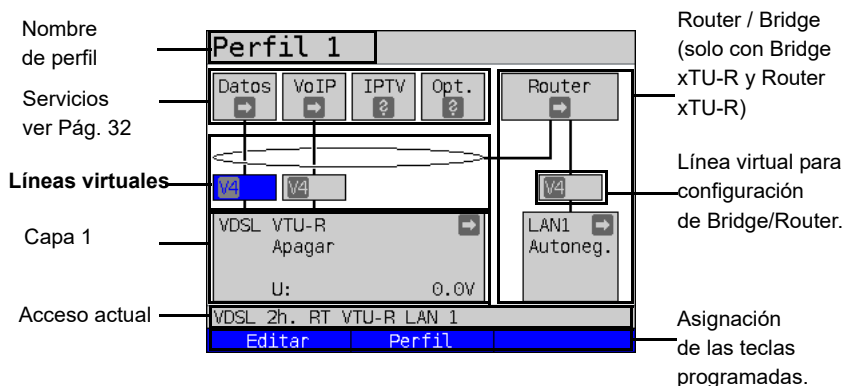 Nombre
de perfil
Servicios
ver Pág. 32
Líneas virtuales
Capa 1
Acceso actual
Perfil 1
Datos VoIP IPTV Opt.
Router
V4 V4 V4
VDSL VTU-R
Apagar
U: 0.0V
LAN1
Autoneg.
VDSL 2h. RT VTU-R LAN 1
Editar Perfil
Router / Bridge
(solo con Bridge
xTU-R y Router
xTU-R)
Línea virtual para
configuración
de Bridge/Router.
Asignación
de las teclas
programadas.